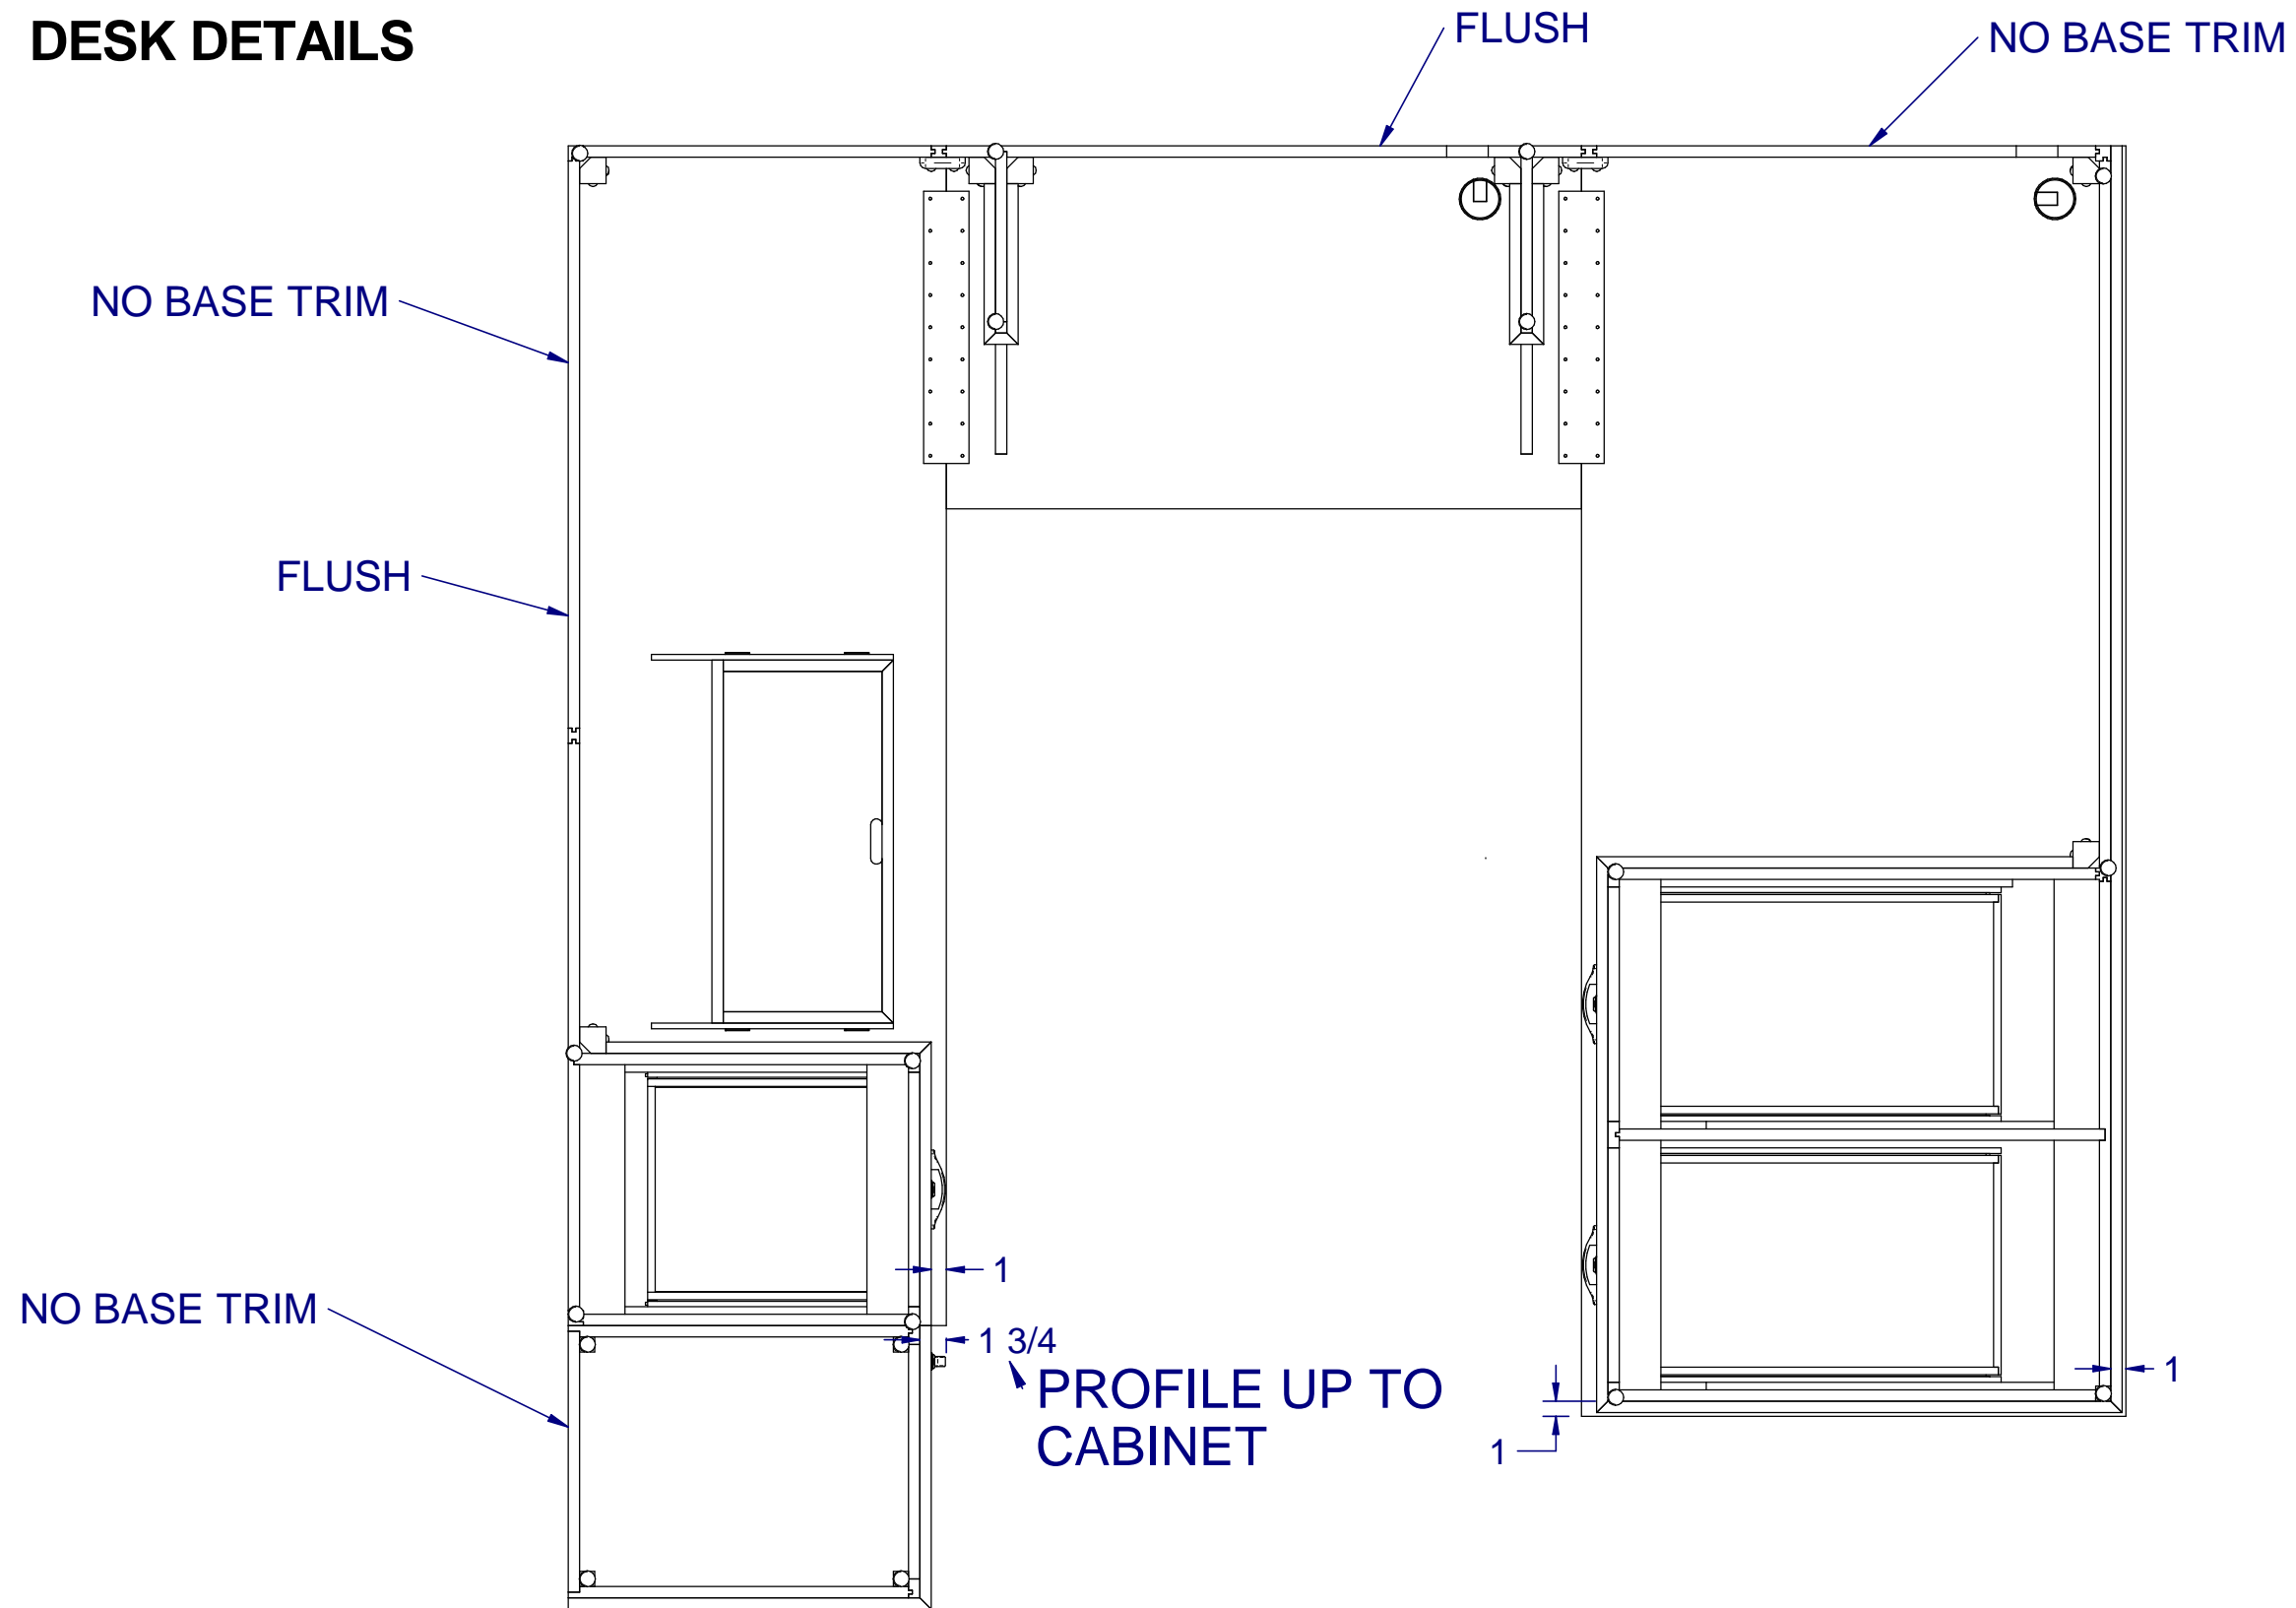 DESK DETAILS
FLUSH
NO BASE TRIM
NO BASE TRIM
FLUSH
1
NO BASE TRIM
1 3/4
PROFILE UP TO
CABINET
1
1